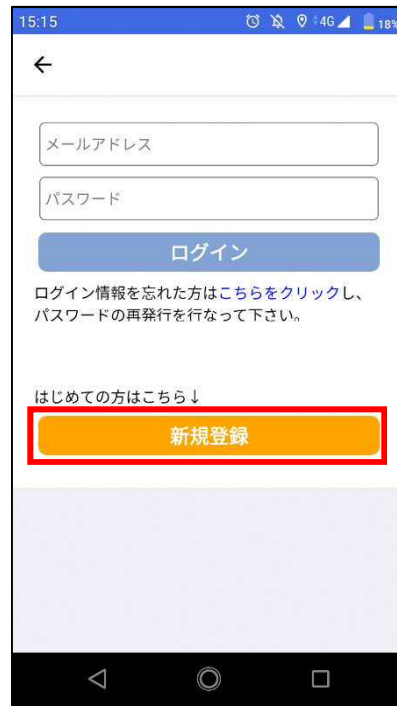 15:15 4G 18%
メールアドレス
パスワード
ログイン
ログイン情報を忘れた方はこちらをクリックし、
パスワードの再発行を行なって下さい。
はじめての方はこちら↓
新規登録